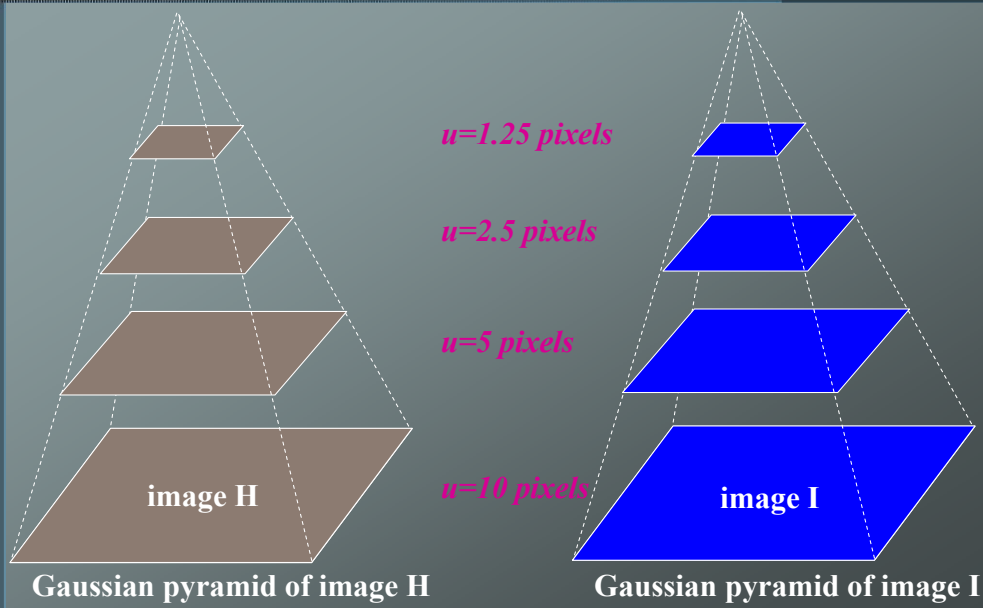 u=1.25 pixels
u=2.5 pixels
u=5 pixels
image H
u=10 pixels
image I
Gaussian pyramid of image H
Gaussian pyramid of image I